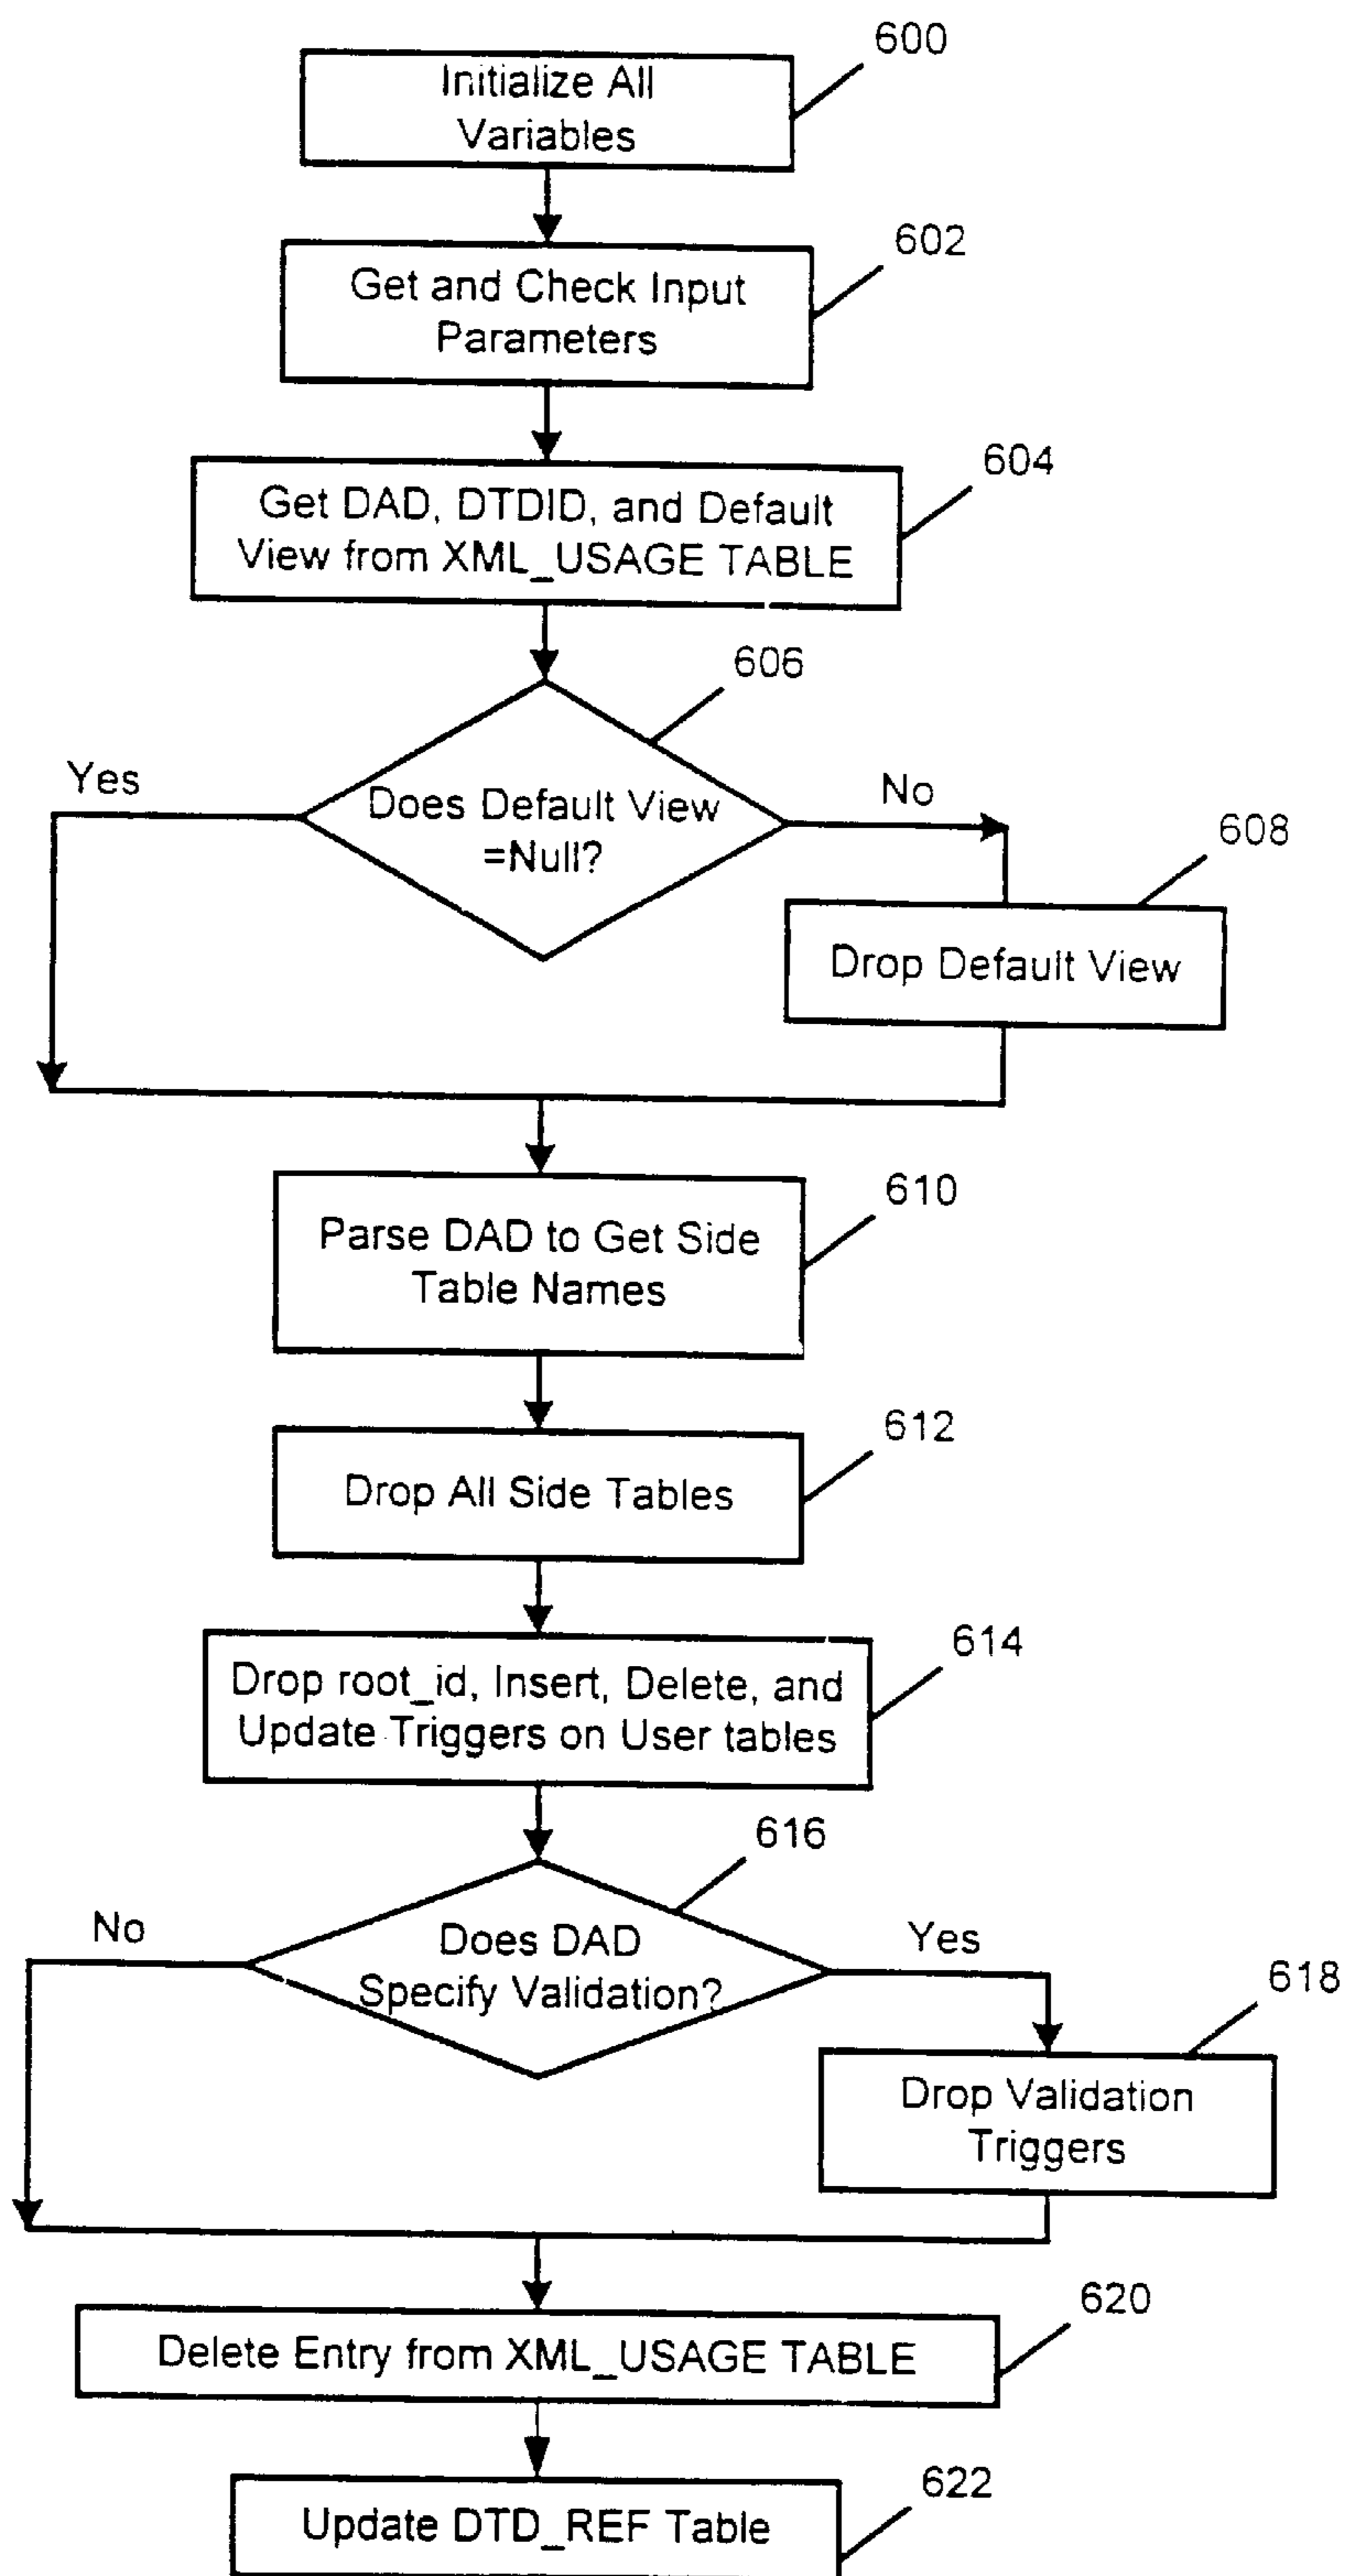 600
Initialize All
Variables
602
Get and Check Input
Parameters
604
Get DAD, DTDID, and Default
View from XML_USAGE TABLE
606
Yes
No
Does Default View
=Null?
608
Drop Default View
610
Parse DAD to Get Side
Table Names
612
Drop All Side Tables
614
Drop root_id, Insert, Delete, and
Update Triggers on User tables
616
No
Yes
Does DAD
Specify Validation?
618
Drop Validation
Triggers
620
Delete Entry from XML_USAGE TABLE
622
Update DTD_REF Table